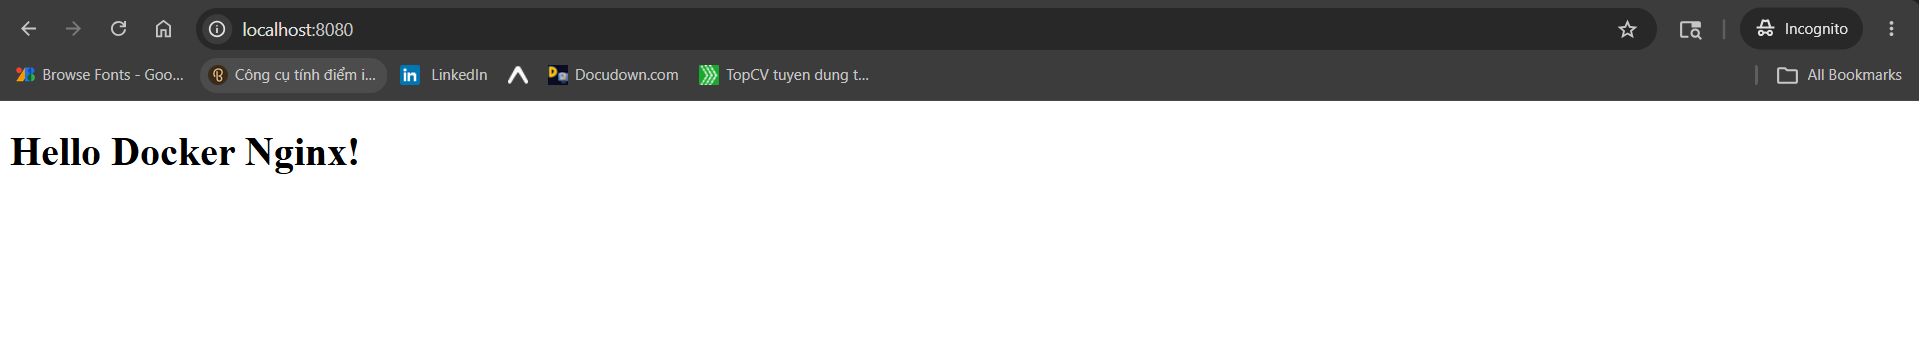 localhost:8080
Incognito
Browse Fonts - Goo...
Công cụ tính điểm i...
in LinkedIn
Docudown.com
TopCV tuyen dung t...
All Bookmarks
Hello Docker Nginx!